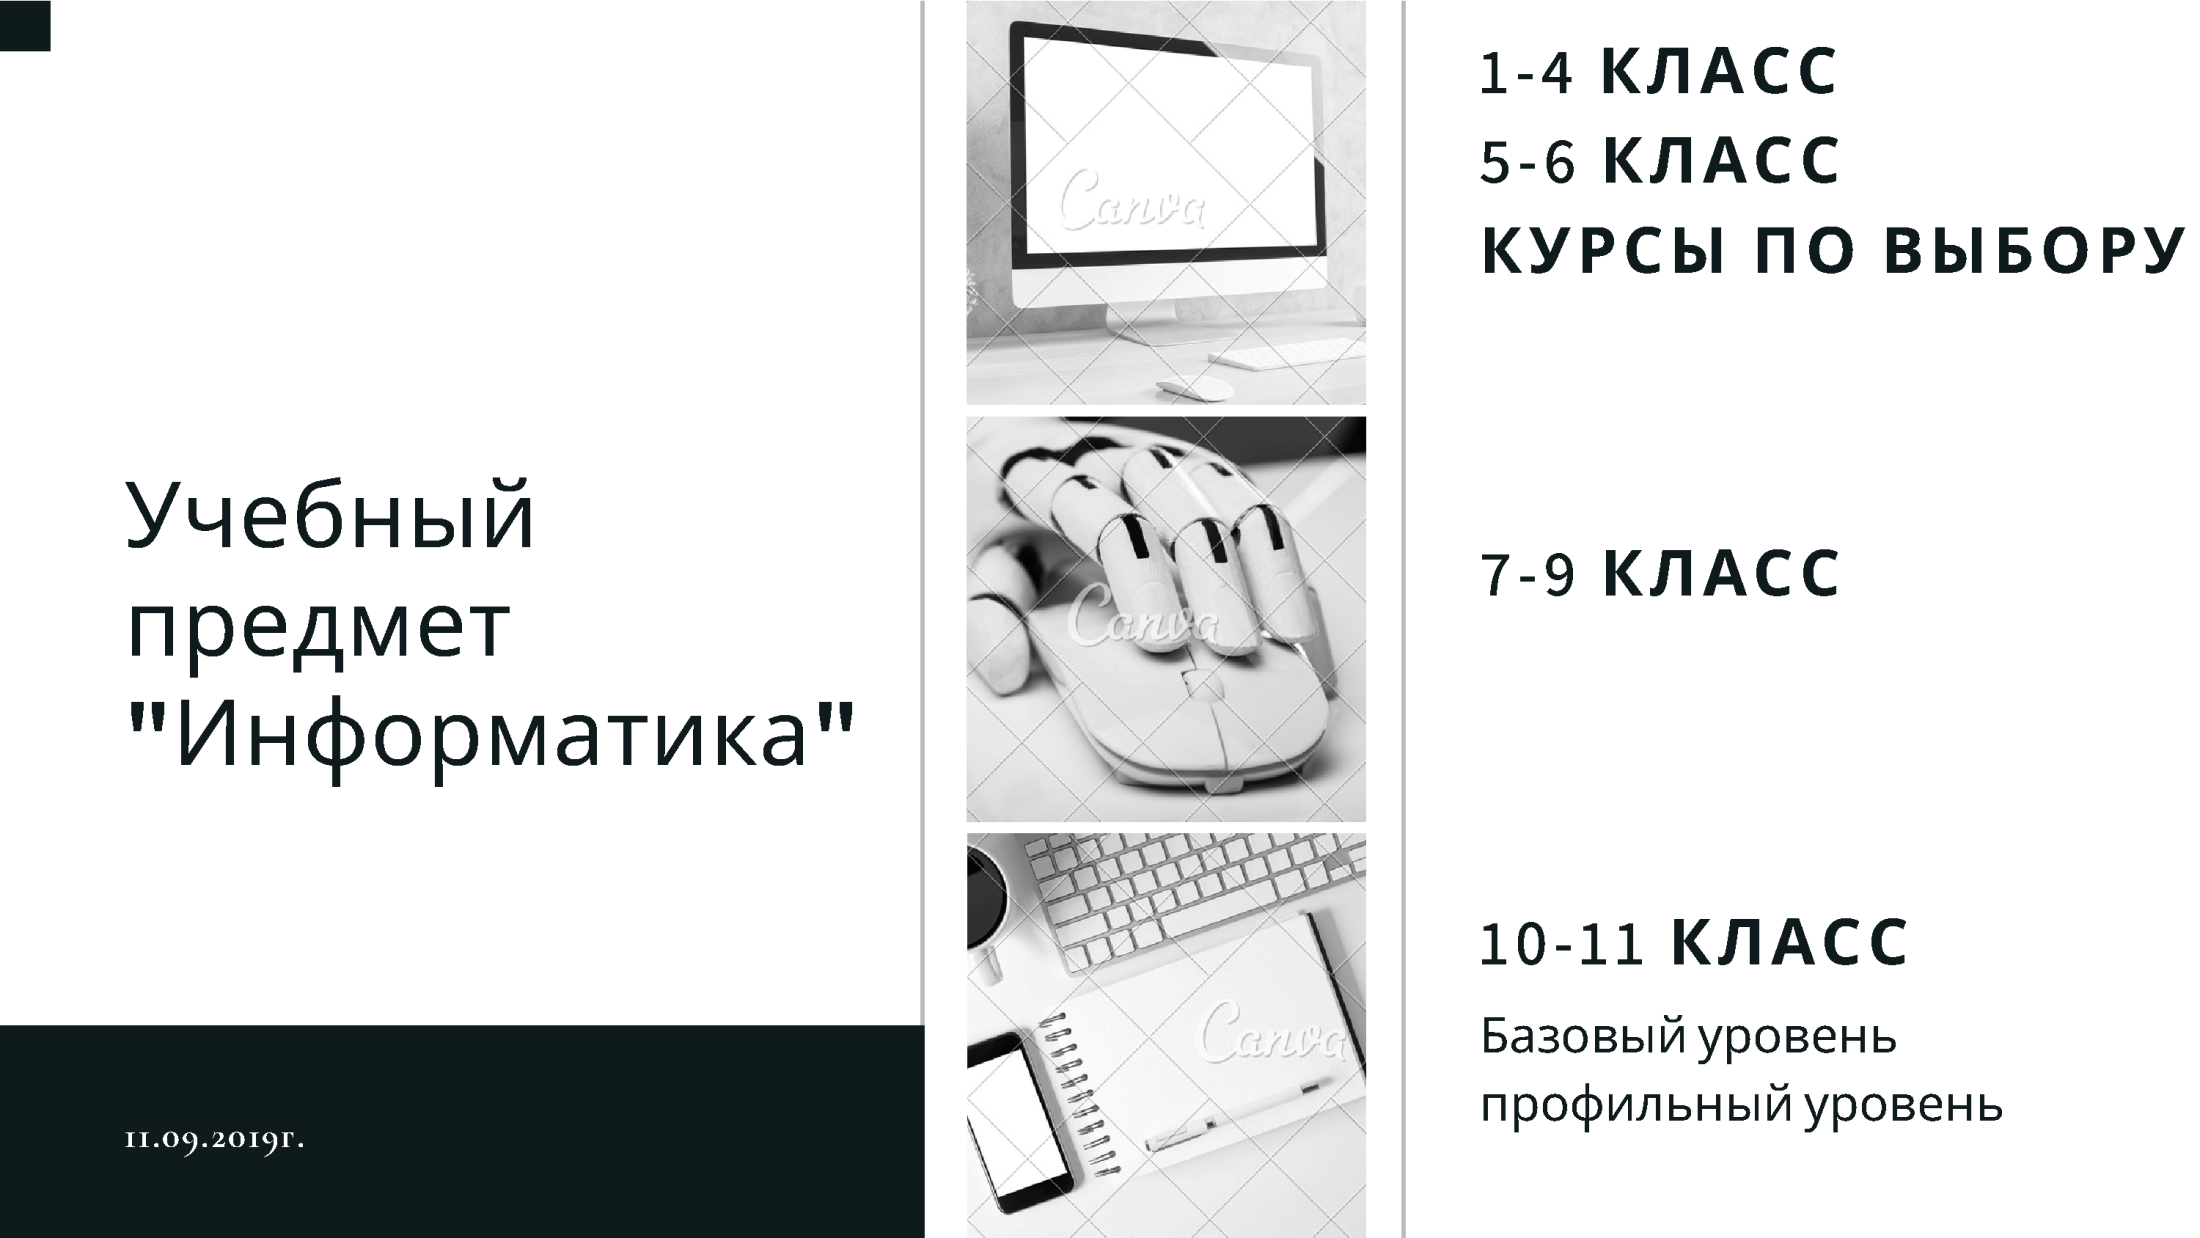 Учебный
предмет
"Информатика"
11.09.2019г.
Canva
Canva
Canva
1-4 КЛАСС
5-6 КЛАСС
КУРСЫ ПО ВЫБОРУ
7-9 КЛАСС
10-11 КЛАСС
Базовый уровень
профильный уровень